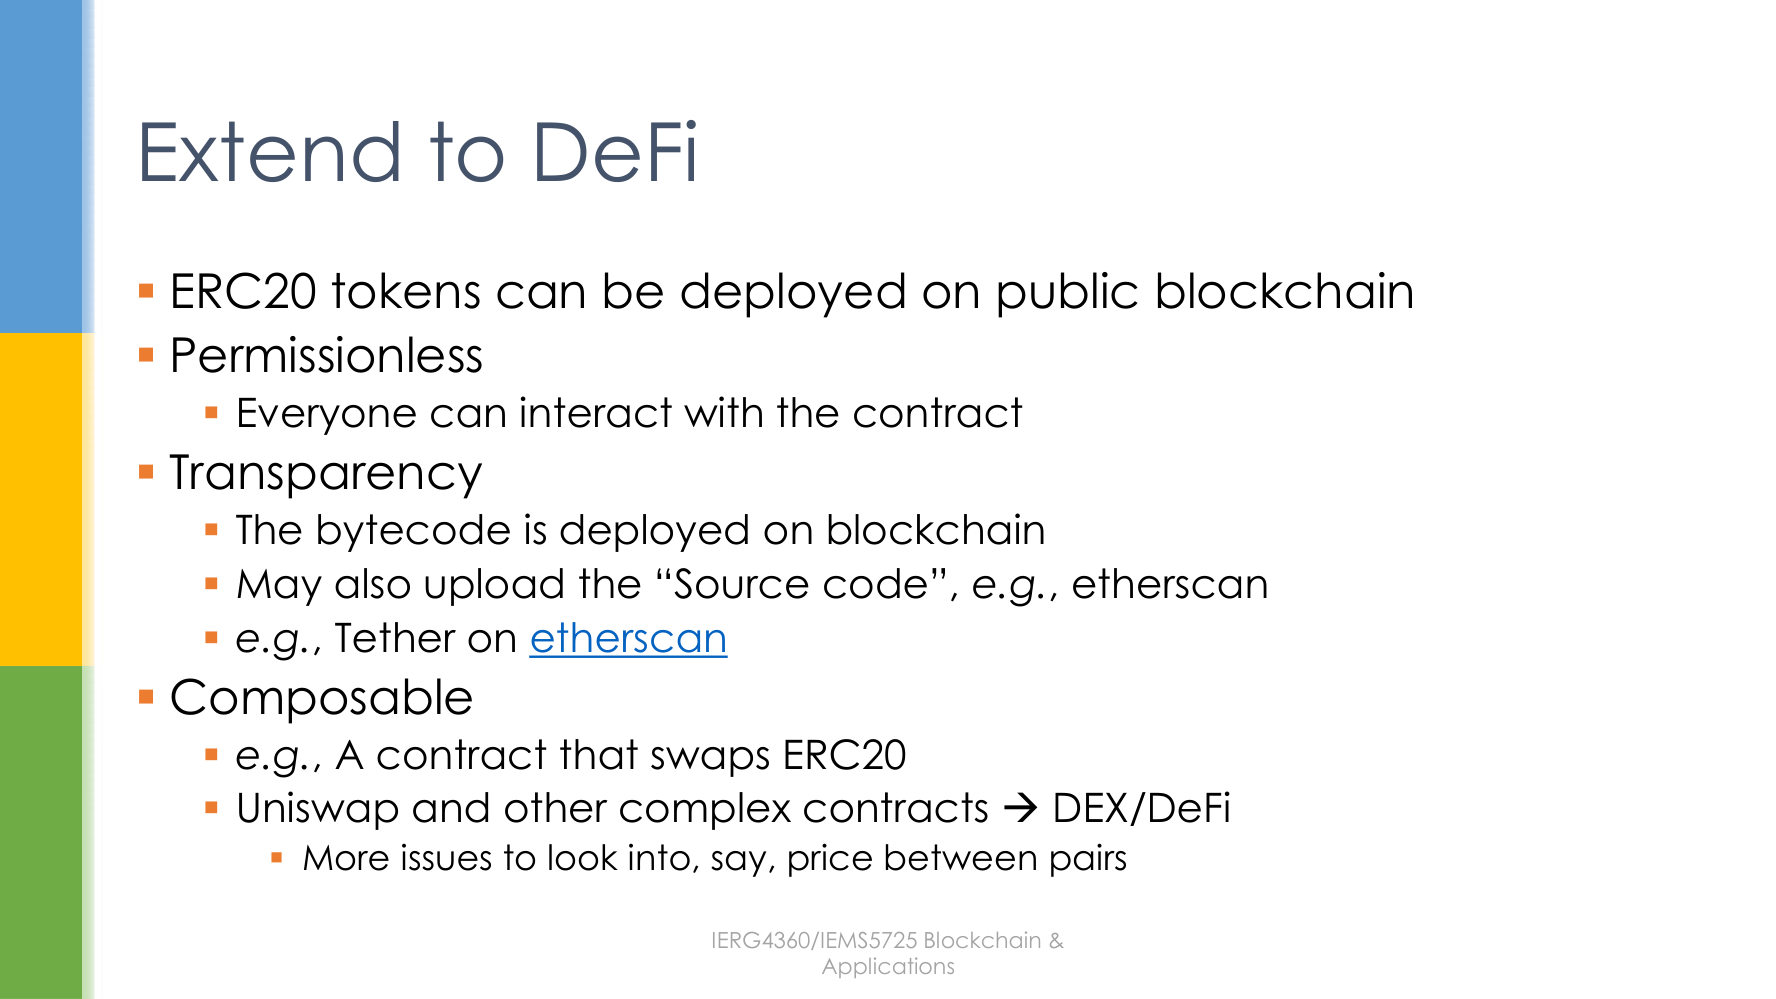 Extend to DeFi
▪ ERC20 tokens can be deployed on public blockchain
▪ Permissionless
▪ Everyone can interact with the contract
▪ Transparency
▪ The bytecode is deployed on blockchain
▪ May also upload the “Source code”, e.g., etherscan
▪ e.g., Tether on etherscan
▪ Composable
▪ e.g., A contract that swaps ERC20
▪ Uniswap and other complex contracts → DEX/DeFi
▪ More issues to look into, say, price between pairs
IERG4360/IEMS5725 Blockchain &
Applications